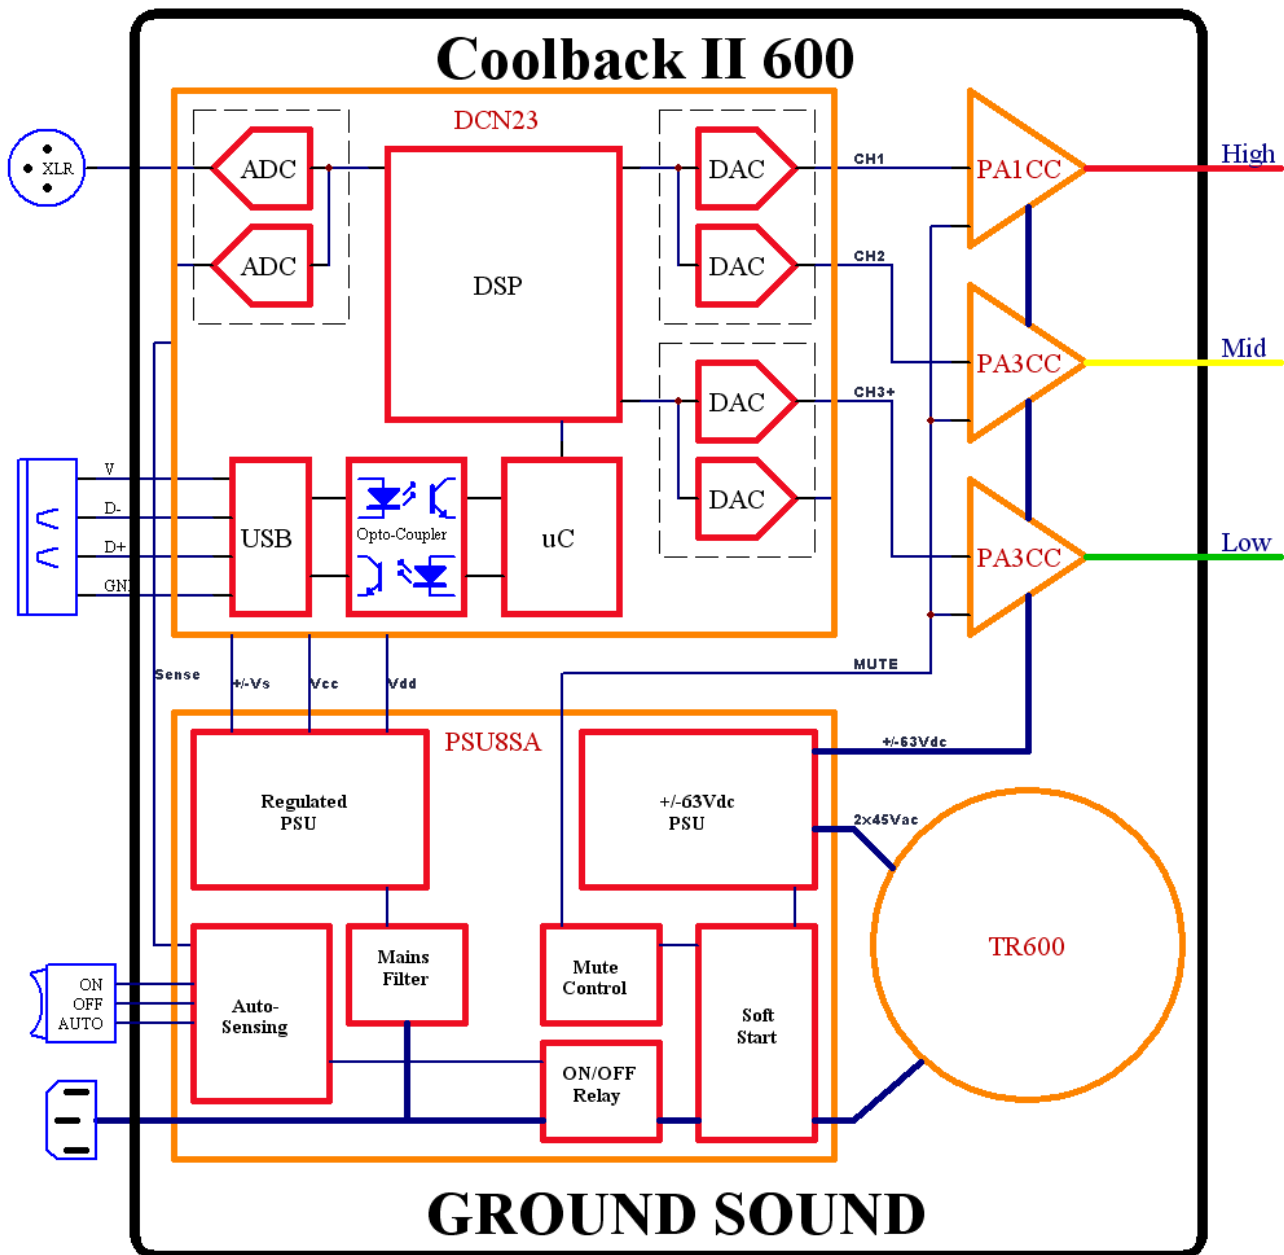 Coolback II 600
DCN23
XLR
ADC
DAC
CH1
PA1CC
High
ADC
DAC
CH2
DSP
PA3CC
Mid
DAC
CH3+
V
D-
D+
GN
USB
Opto-Coupler
uC
DAC
PA3CC
Low
Sense
+/-Vs
Vcc
Vdd
MUTE
PSU8SA
+/-63Vdc
Regulated
PSU
+/-63Vdc
PSU
2x45Vac
TR600
ON
OFF
AUTO
Auto-
Sensing
Mains
Filter
Mute
Control
Soft
Start
ON/OFF
Relay
GROUND SOUND